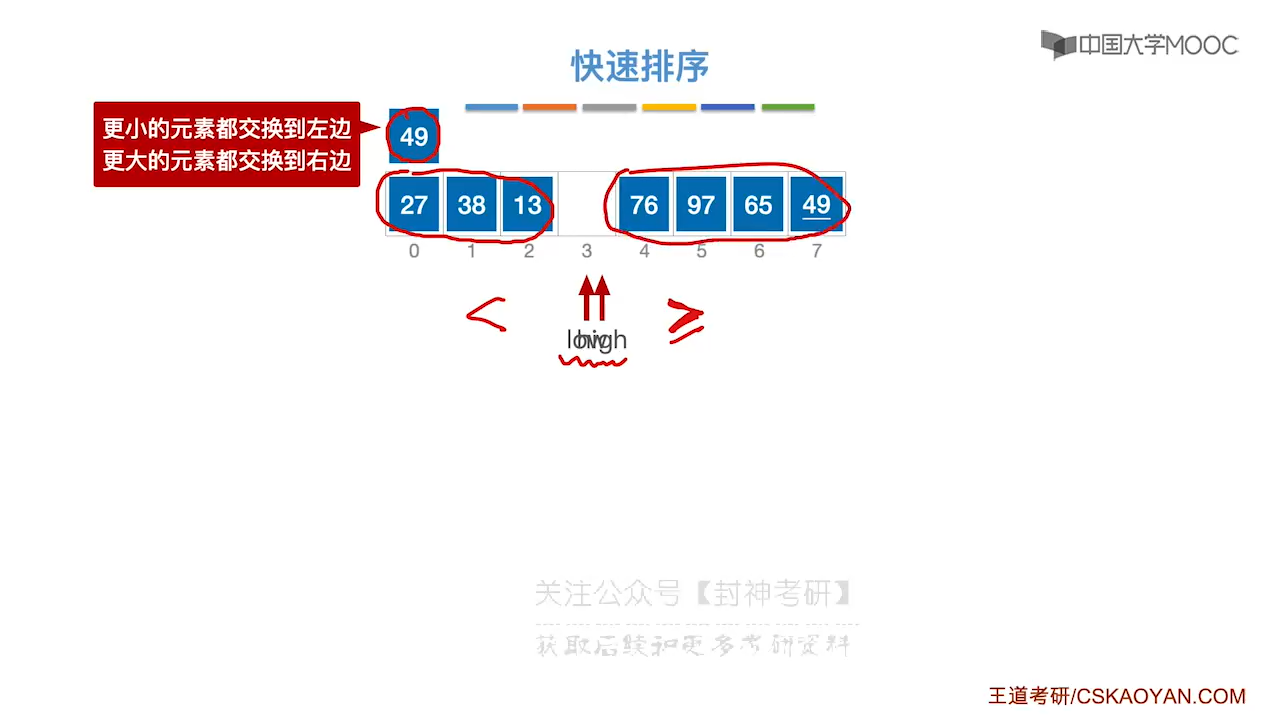 中国大学MOOC
快速排序
更小的元素都交换到左边
更大的元素都交换到右边
49
27 38 13 76 97 65 49
0 1 2 3 4 5 6 7
< ≥
low high
关注公众号【封神考研】
获取后续和更多考研资料
王道考研/CSKAOYAN.COM